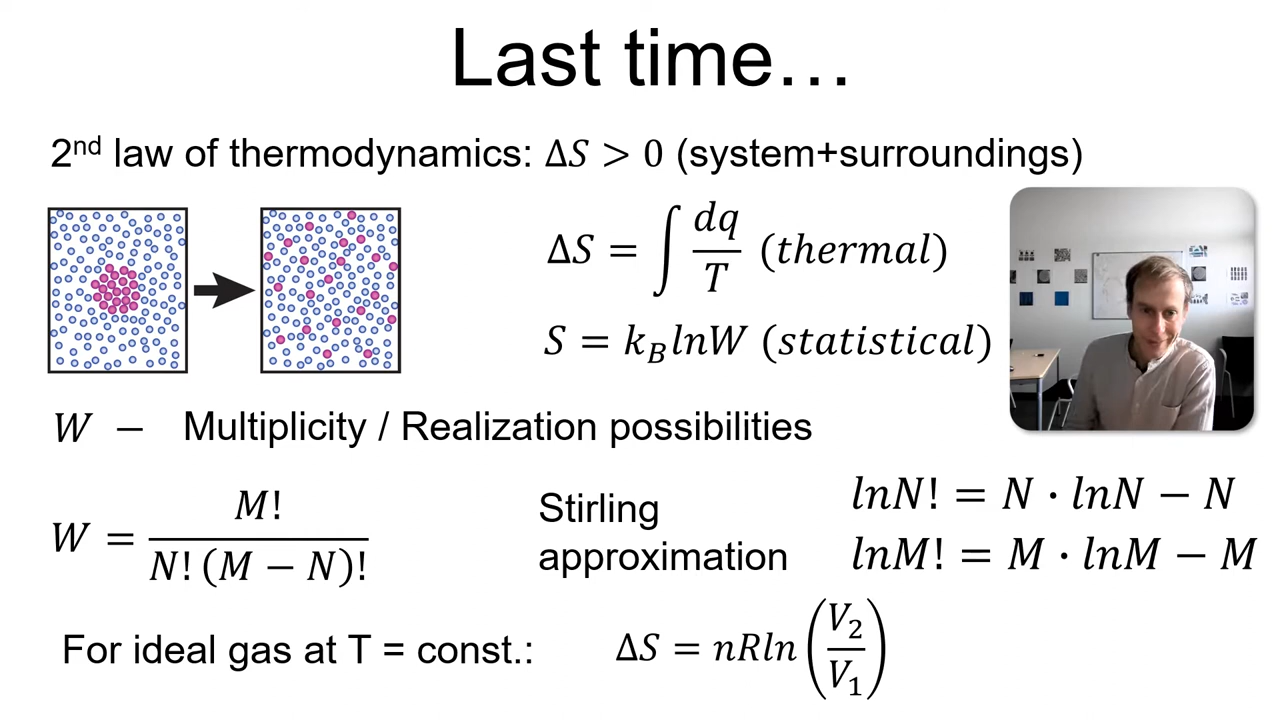 Last time…
2nd law of thermodynamics: ΔS > 0 (system+surroundings)
ΔS = ∫ dq/T (thermal)
S = k_B lnW (statistical)
W – Multiplicity / Realization possibilities
W = M! / N! (M − N)!
Stirling
approximation
lnN! = N · lnN − N
lnM! = M · lnM − M
For ideal gas at T = const.: ΔS = nRln(V₂/V₁)